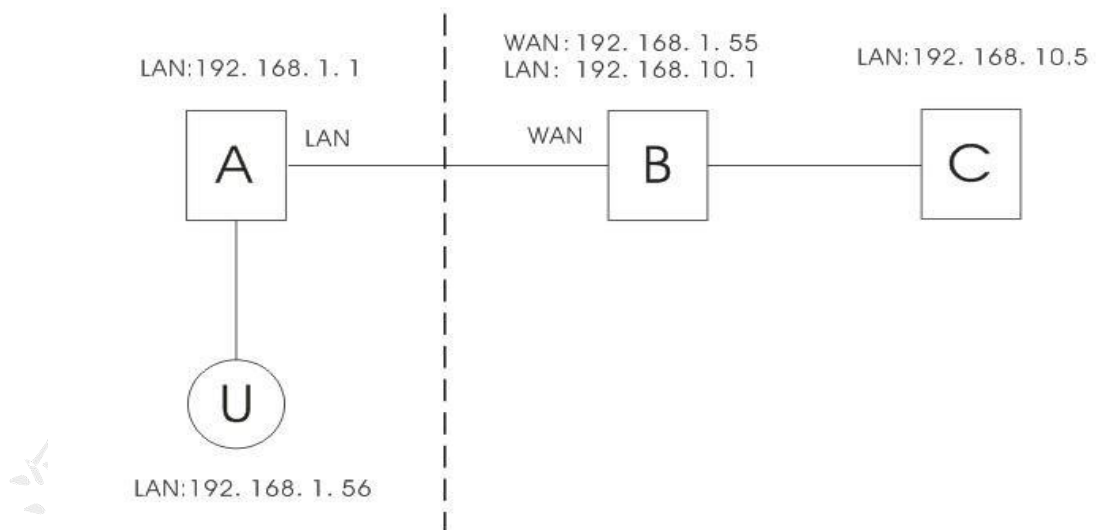 LAN:192. 168. 1. 1
WAN:192. 168. 1. 55
LAN: 192. 168. 10. 1
LAN:192. 168. 10.5
A
LAN
WAN
B
C
U
LAN:192. 168. 1. 56